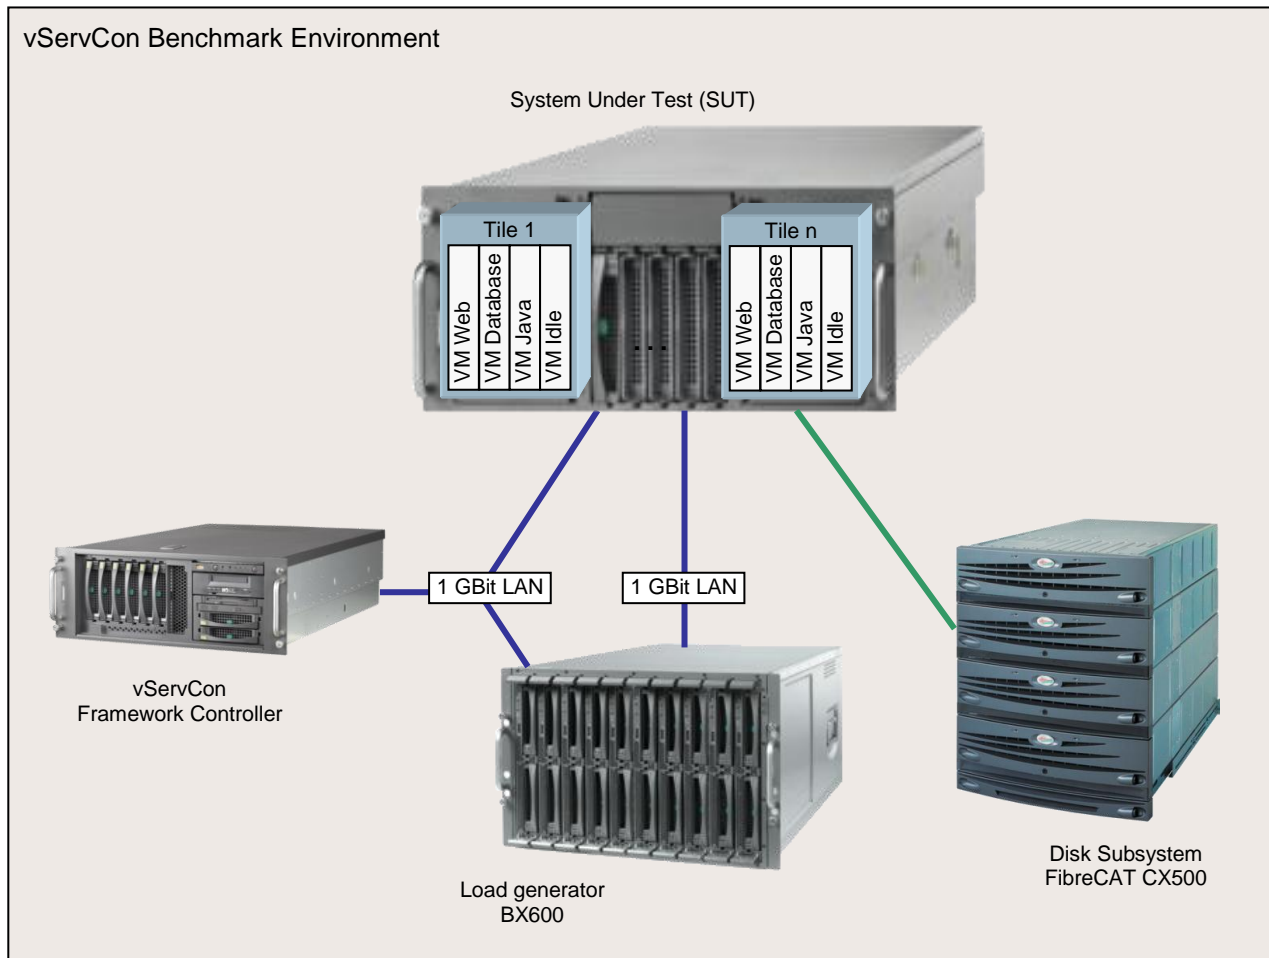 vServCon Benchmark Environment
System Under Test (SUT)
Tile 1
VM Web
VM Database
VM Java
VM Idle
...
Tile n
VM Web
VM Database
VM Java
VM Idle
1 GBit LAN
1 GBit LAN
vServCon
Framework Controller
Load generator
BX600
Disk Subsystem
FibreCAT CX500